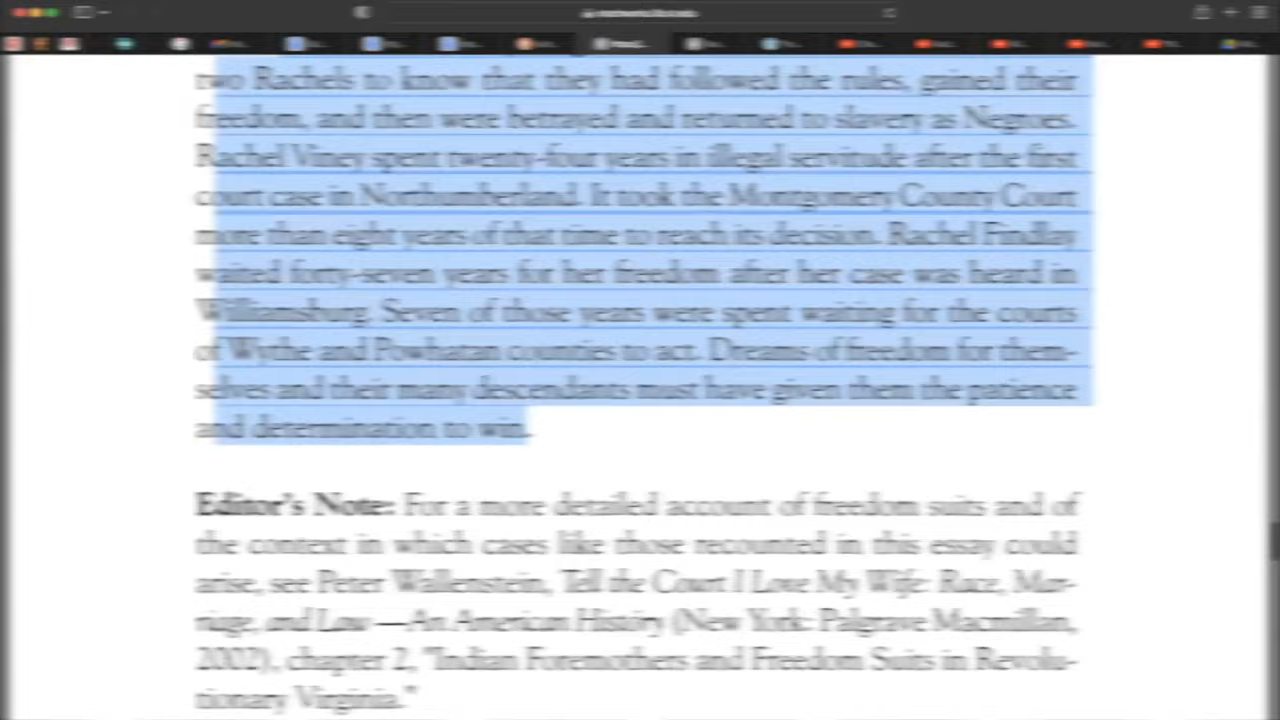 two Rachels to know that they had followed the rules, gained their
freedom, and then were betrayed and returned to slavery as Negroes.
Rachel Viney spent twenty-four years in illegal servitude after the first
court case in Northumberland. It took the Montgomery County Court
more than eight years of that time to reach its decision. Rachel Findlay
waited forty-seven years for her freedom after her case was heard in
Williamsburg. Seven of those years were spent waiting for the courts
of Wythe and Powhatan counties to act. Dreams of freedom for them-
selves and their many descendants must have given them the patience
and determination to win.
Editor's Note: For a more detailed account of freedom suits and of
the context in which cases like those recounted in this essay could
arise, see Peter Wallenstein, Tell the Court I Love My Wife: Race, Mar-
riage, and Law—An American History (New York: Palgrave Macmillan,
2002), chapter 2, "Indian Foremothers and Freedom Suits in Revolu-
tionary Virginia."